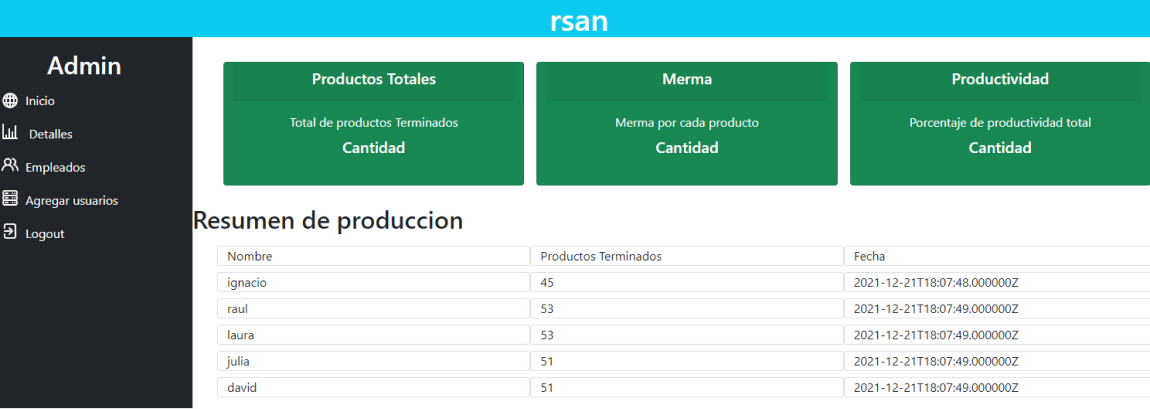 rsan
Admin
Inicio
Detalles
Empleados
Agregar usuarios
Logout
Productos Totales
Total de productos Terminados
Cantidad
Merma
Merma por cada producto
Cantidad
Productividad
Porcentaje de productividad total
Cantidad
Resumen de produccion
Nombre Productos Terminados Fecha
ignacio 45 2021-12-21T18:07:48.000000Z
raul 53 2021-12-21T18:07:49.000000Z
laura 53 2021-12-21T18:07:49.000000Z
julia 51 2021-12-21T18:07:49.000000Z
david 51 2021-12-21T18:07:49.000000Z